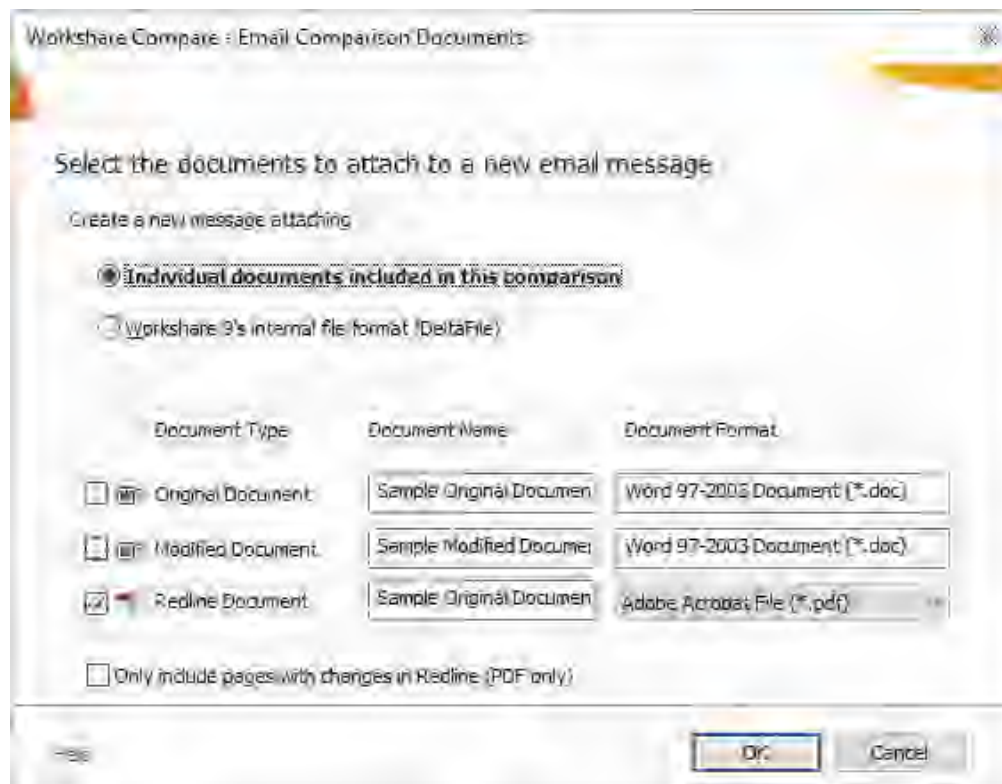 Workshare Compare : Email Comparison Documents
Select the documents to attach to a new email message
Create a new message attaching
Individual documents included in this comparison
Workshare 9's internal file format (DeltaFile)
Document Type Document Name Document Format
Original Document Sample Original Documen Word 97-2003 Document (*.doc)
Modified Document Sample Modified Documer Word 97-2003 Document (*.doc)
Redline Document Sample Original Documen Adobe Acrobat File (*.pdf)
Only include pages with changes in Redline (PDF only)
Help OK Cancel